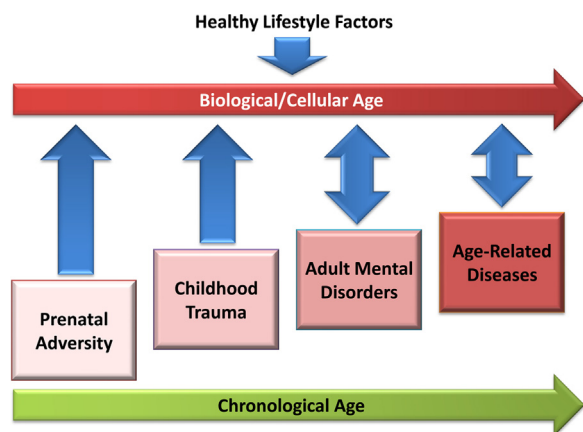 Healthy Lifestyle Factors
Biological/Cellular Age
Prenatal
Adversity
Childhood
Trauma
Adult Mental
Disorders
Age-Related
Diseases
Chronological Age